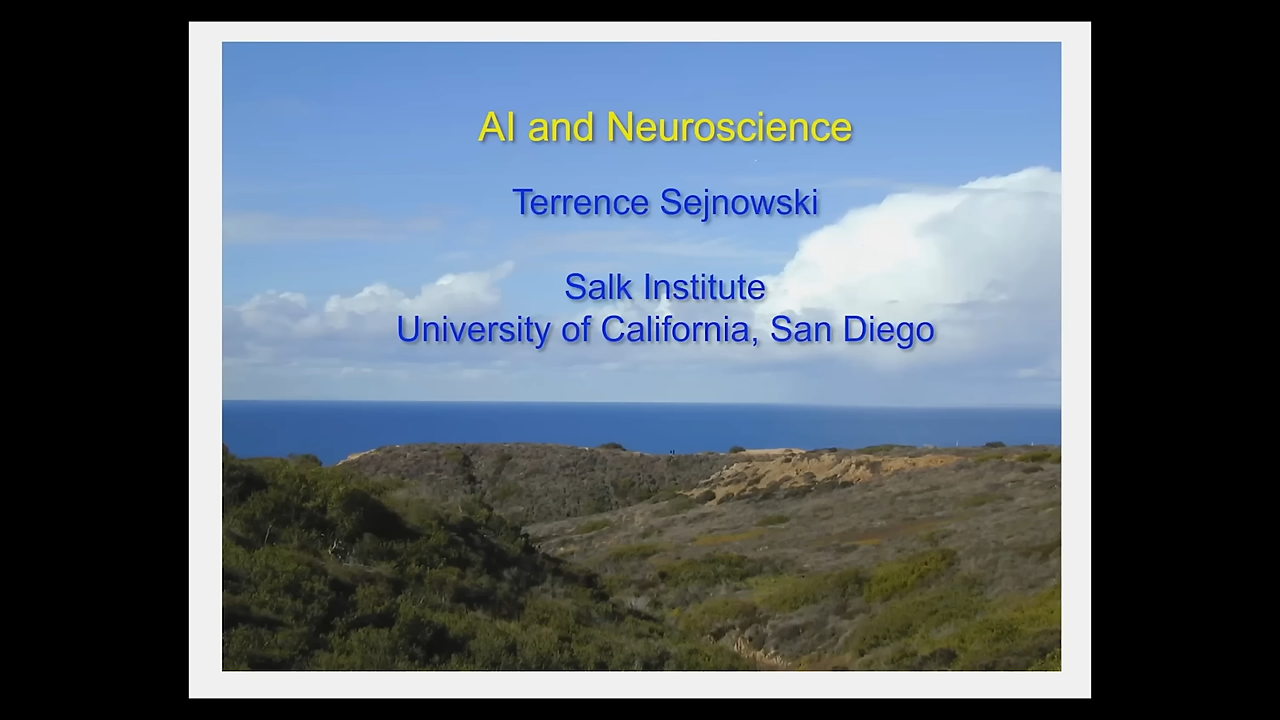 AI and Neuroscience
Terrence Sejnowski
Salk Institute
University of California, San Diego